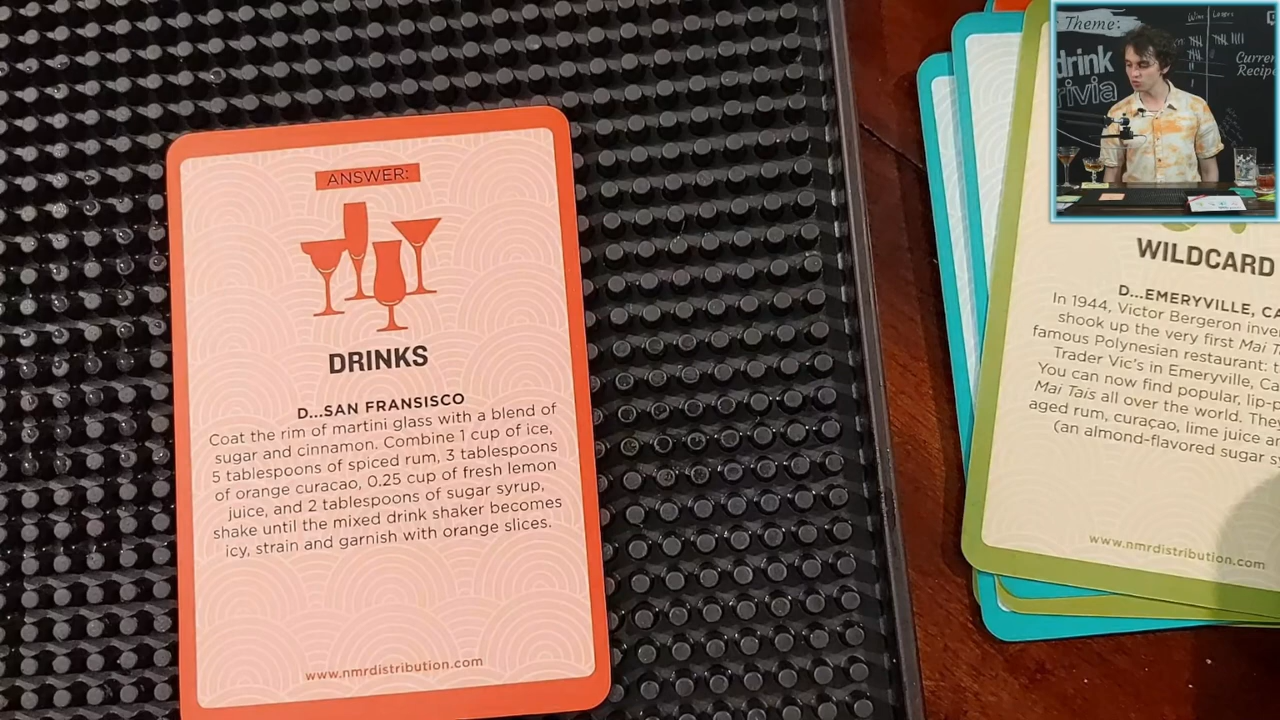 ANSWER:
DRINKS
D...SAN FRANSISCO
Coat the rim of martini glass with a blend of
sugar and cinnamon. Combine 1 cup of ice,
5 tablespoons of spiced rum, 3 tablespoons
of orange curacao, 0.25 cup of fresh lemon
juice, and 2 tablespoons of sugar syrup,
shake until the mixed drink shaker becomes
icy, strain and garnish with orange slices.
www.nmrdistribution.com
Theme:
drink
Wins
WILDCARD
D...EMERYVILLE,
In 1944, Victor Bergeron
shook up the very first Mai
famous Polynesian restaurant:
Trader Vic's in Emeryville,
You can now find popular,
Mai Tais all over the world.
aged rum, curaçao, lime juice
(an almond-flavored sugar
www.nmrdistribution.com